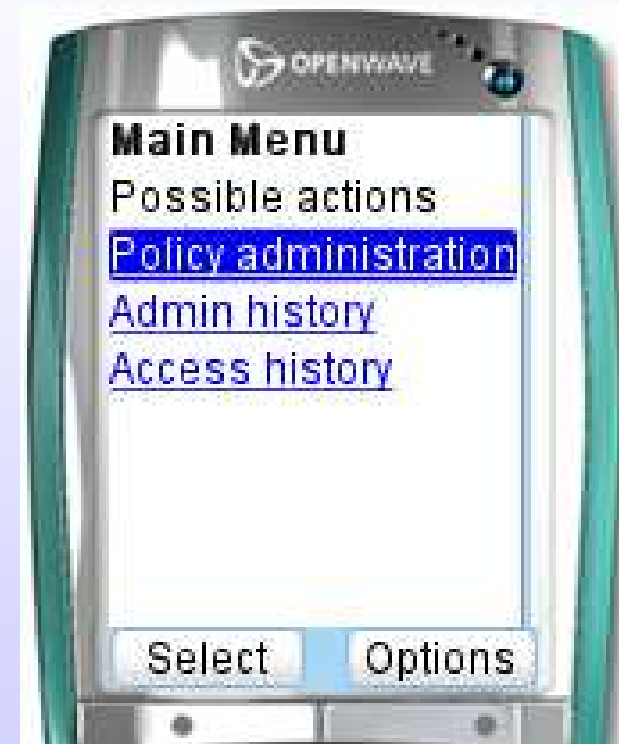 OPENWAVE
Main Menu
Possible actions
Policy administration
Admin history
Access history
Select Options